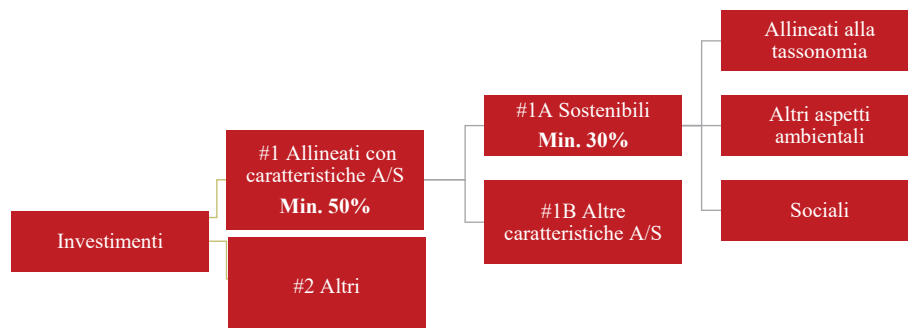 Investimenti
#1 Allineati con
caratteristiche A/S
Min. 50%
#2 Altri
#1A Sostenibili
Min. 30%
#1B Altre
caratteristiche A/S
Allineati alla
tassonomia
Altri aspetti
ambientali
Sociali